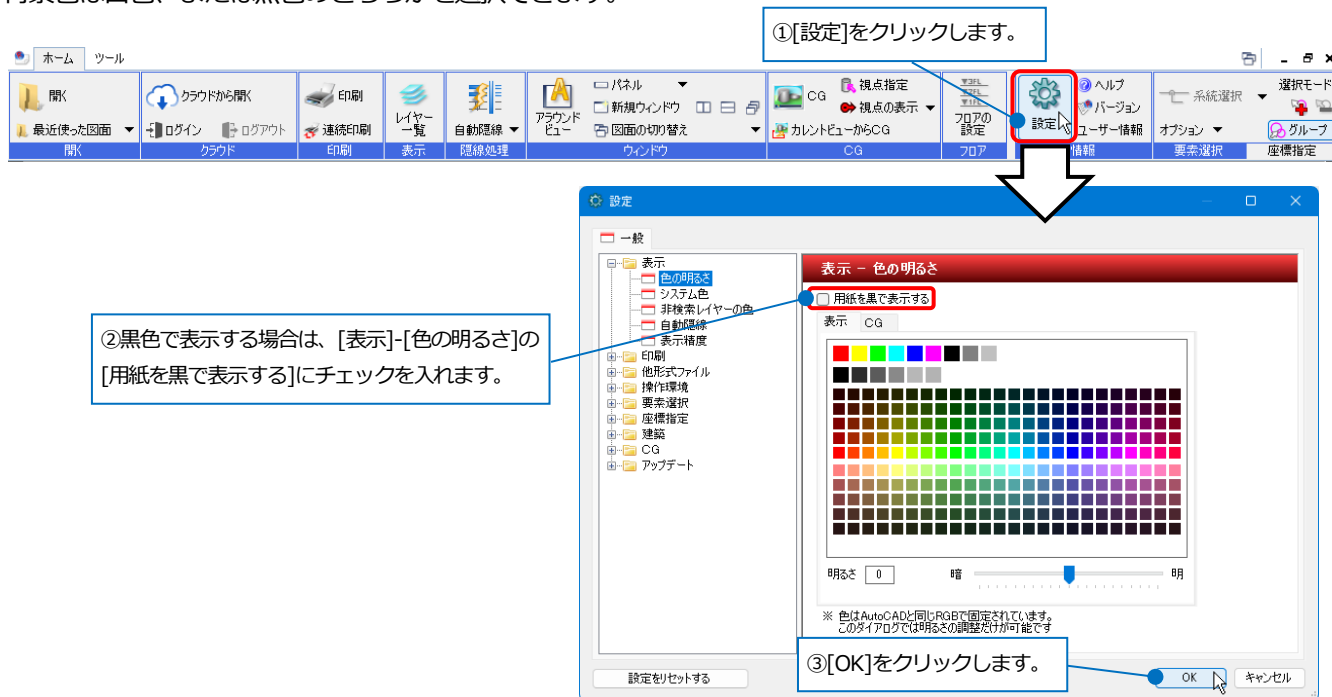 背景色は白色、または黒色のどちらかを選択できます。
①[設定]をクリックします。
ホーム ツール
開く
最近使った図面
開く
クラウドから開く
ログイン ログアウト
クラウド
印刷
連続印刷
印刷
レイヤー
一覧
表示
自動隠線
隠線処理
アラウンド
ビュー
パネル
新規ウィンドウ
図面の切り替え
ウィンドウ
CG
視点指定
視点の表示
カレントビューからCG
CG
▼3FL
▼2FL
▼1FL
フロアの
設定
フロア
設定
ヘルプ
バージョン
ユーザー情報
情報
系統選択
オプション
要素選択
選択モード
グループ
座標指定
設定
一般
表示
色の明るさ
システム色
非検索レイヤーの色
自動隠線
表示精度
印刷
他形式ファイル
操作環境
要素選択
座標指定
建築
CG
アップデート
表示 - 色の明るさ
用紙を黒で表示する
表示 CG
②黒色で表示する場合は、[表示]-[色の明るさ]の
[用紙を黒で表示する]にチェックを入れます。
明るさ 0 暗 明
※ 色はAutoCADと同じRGBで固定されています。
このダイアログでは明るさの調整だけが可能です
③[OK]をクリックします。
設定をリセットする
OK キャンセル